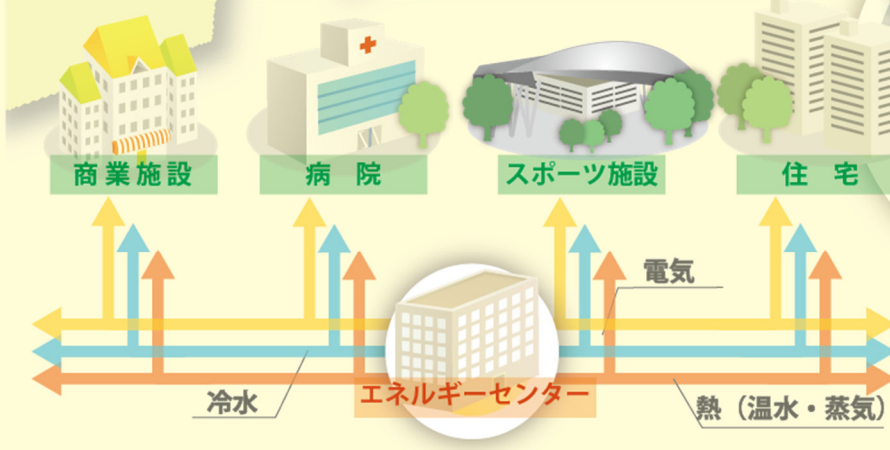 商業施設
病院
スポーツ施設
住宅
電気
冷水
エネルギーセンター
熱（温水・蒸気）